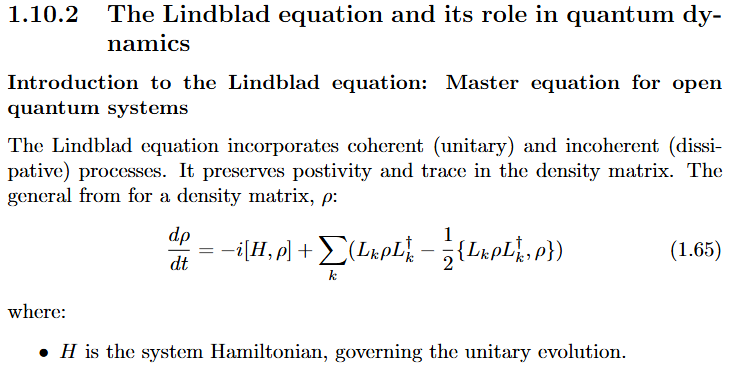 1.10.2 The Lindblad equation and its role in quantum dy-
namics
Introduction to the Lindblad equation: Master equation for open
quantum systems
The Lindblad equation incorporates coherent (unitary) and incoherent (dissi-
pative) processes. It preserves postivity and trace in the density matrix. The
general from for a density matrix, ρ:
dρ/dt = −i[H, ρ] + ∑_k (L_k ρ L_k^† − 1/2 {L_k ρ L_k^†, ρ}) (1.65)
where:
• H is the system Hamiltonian, governing the unitary evolution.